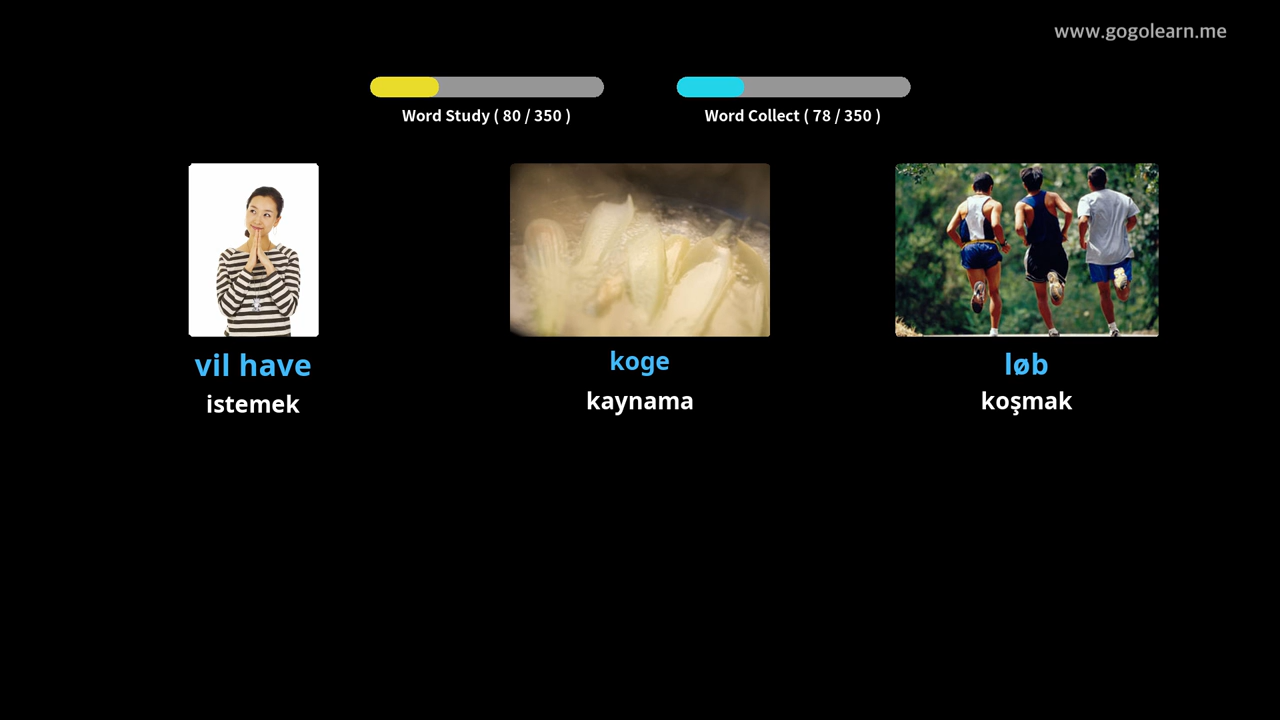 www.gogolearn.me
Word Study ( 80 / 350 )
Word Collect ( 78 / 350 )
vil have
istemek
koge
kaynama
løb
koşmak